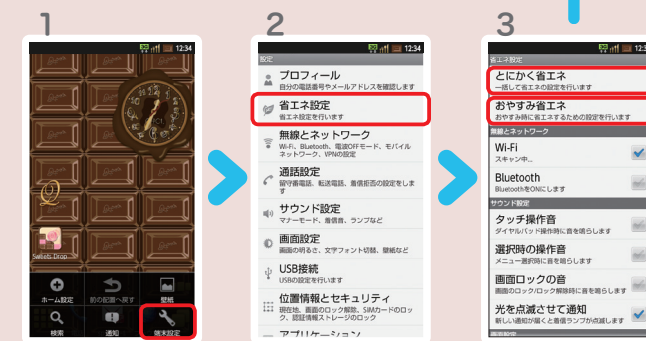 1
12:34
Sweets Drop
ホーム設定
前の配置へ戻す
壁紙
検索
通知
端末設定
2
12:34
設定
プロフィール
自分の電話番号やメールアドレスを確認します
省エネ設定
省エネ設定を行います
無線とネットワーク
Wi-Fi、Bluetooth、電波OFFモード、モバイル
ネットワーク、VPNの設定
通話設定
留守番電話、転送電話、着信拒否の設定をしま
す
サウンド設定
マナーモード、着信音、ランプなど
画面設定
画面の明るさ、文字フォント切替、壁紙など
USB接続
USBの設定を行います
位置情報とセキュリティ
現在地、画面のロック解除、SIMカードのロッ
ク、認証情報ストレージのロック
アプリケーション
3
12:3
省エネ設定
とにかく省エネ
一括して省エネの設定を行います
おやすみ省エネ
おやすみ時に省エネするための設定を行います
無線とネットワーク
Wi-Fi
スキャン中...
Bluetooth
BluetoothをONにします
サウンド設定
タッチ操作音
ダイヤルパッド操作時に音を鳴らします
選択時の操作音
メニュー選択時に音を鳴らします
画面ロックの音
画面のロック/ロック解除時に音を鳴らします
光を点滅させて通知
新しい通知が届くと着信ランプが点滅します
画面設定